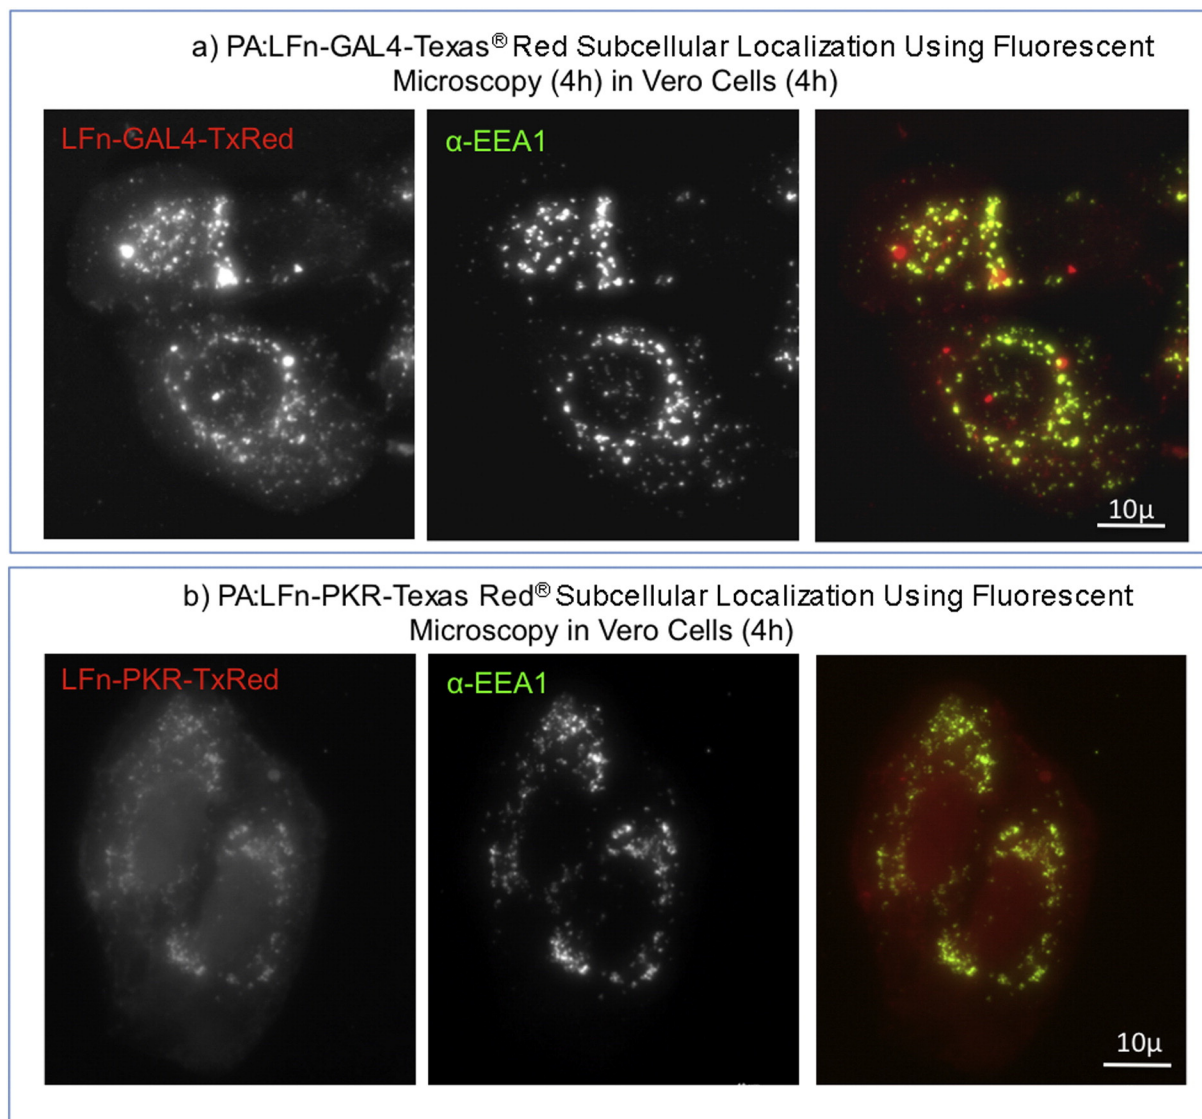 a) PA:LFn-GAL4-Texas® Red Subcellular Localization Using Fluorescent
Microscopy (4h) in Vero Cells (4h)
LFn-GAL4-TxRed
α-EEA1
10μ
b) PA:LFn-PKR-Texas Red® Subcellular Localization Using Fluorescent
Microscopy in Vero Cells (4h)
LFn-PKR-TxRed
α-EEA1
10μ